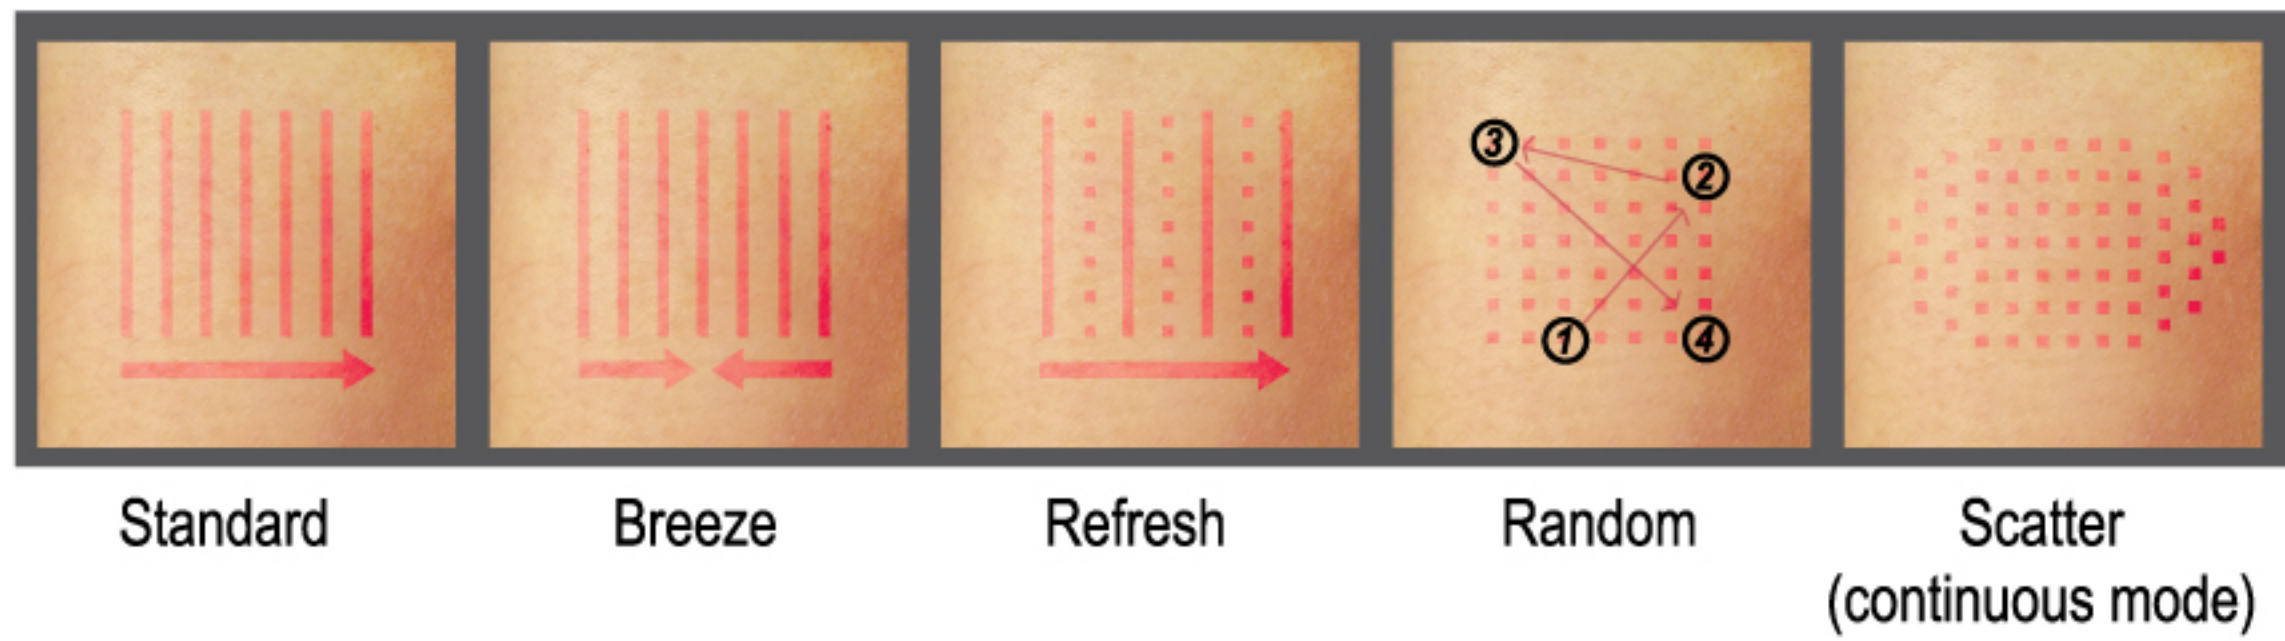 3
2
1
4
Standard
Breeze
Refresh
Random
Scatter
(continuous mode)